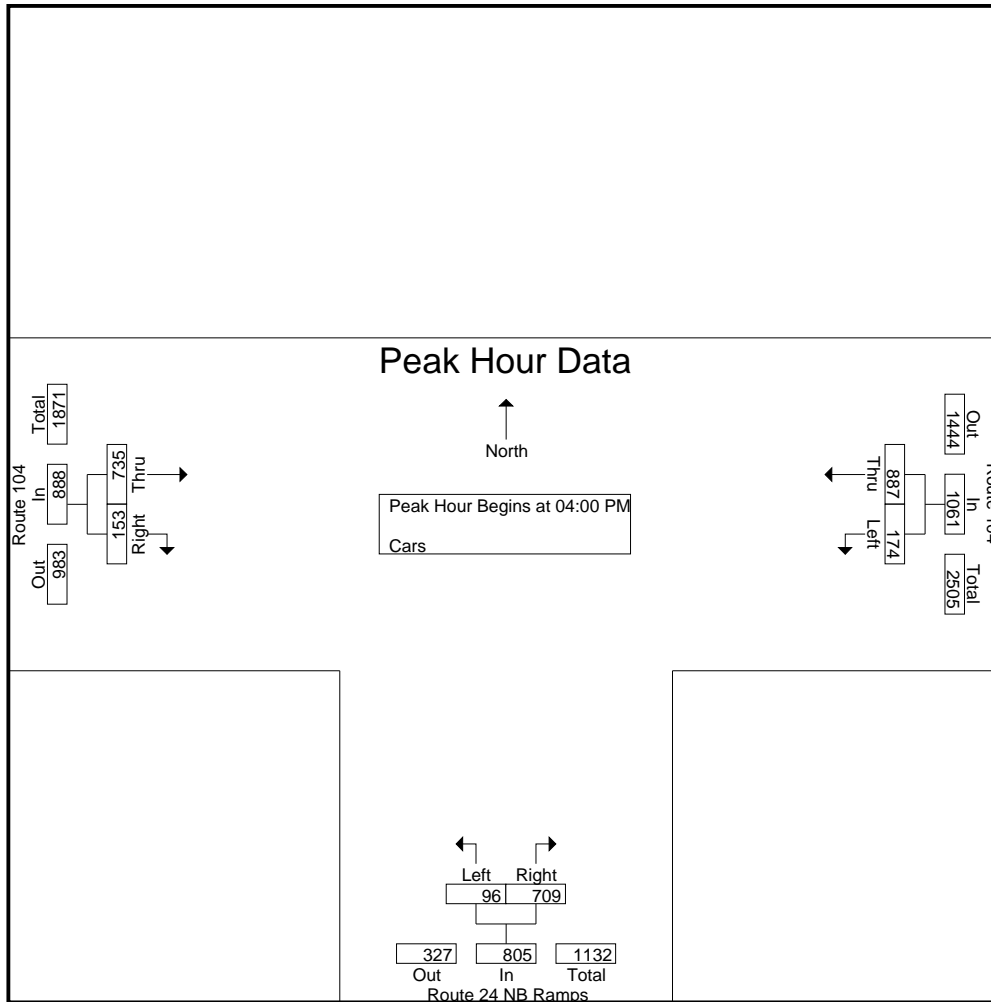 Peak Hour Data
North
Peak Hour Begins at 04:00 PM
Cars
Route 104
Total
1871
In
888
Out
983
735
Thru
153
Right
Out
1444
In
1061
Total
2505
Thru
887
Left
174
Left
Right
96
709
327
805
1132
Out
In
Total
Route 24 NB Ramps